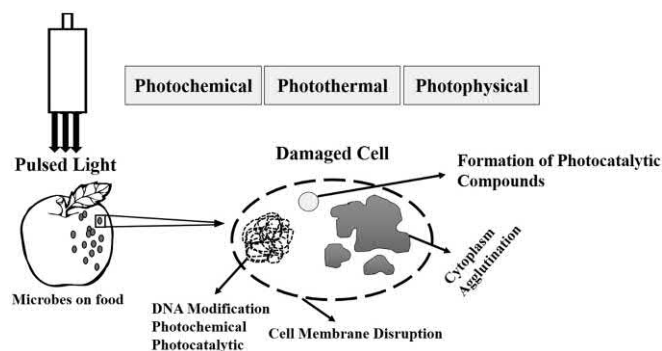 Photochemical
Photothermal
Photophysical
Pulsed Light
Damaged Cell
Formation of Photocatalytic
Compounds
Cytoplasm
Agglutination
Microbes on food
DNA Modification
Photochemical
Photocatalytic
Cell Membrane Disruption